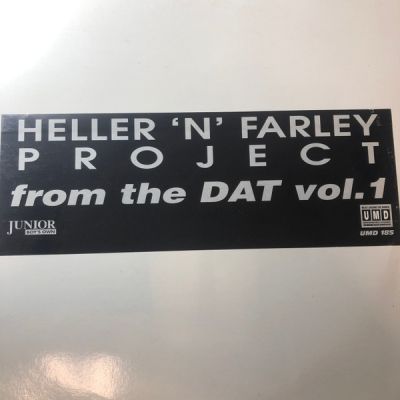 HELLER 'N' FARLEY
PROJECT
from the DAT vol.1
JUNIOR
BOY'S OWN
UMD
UMD 185